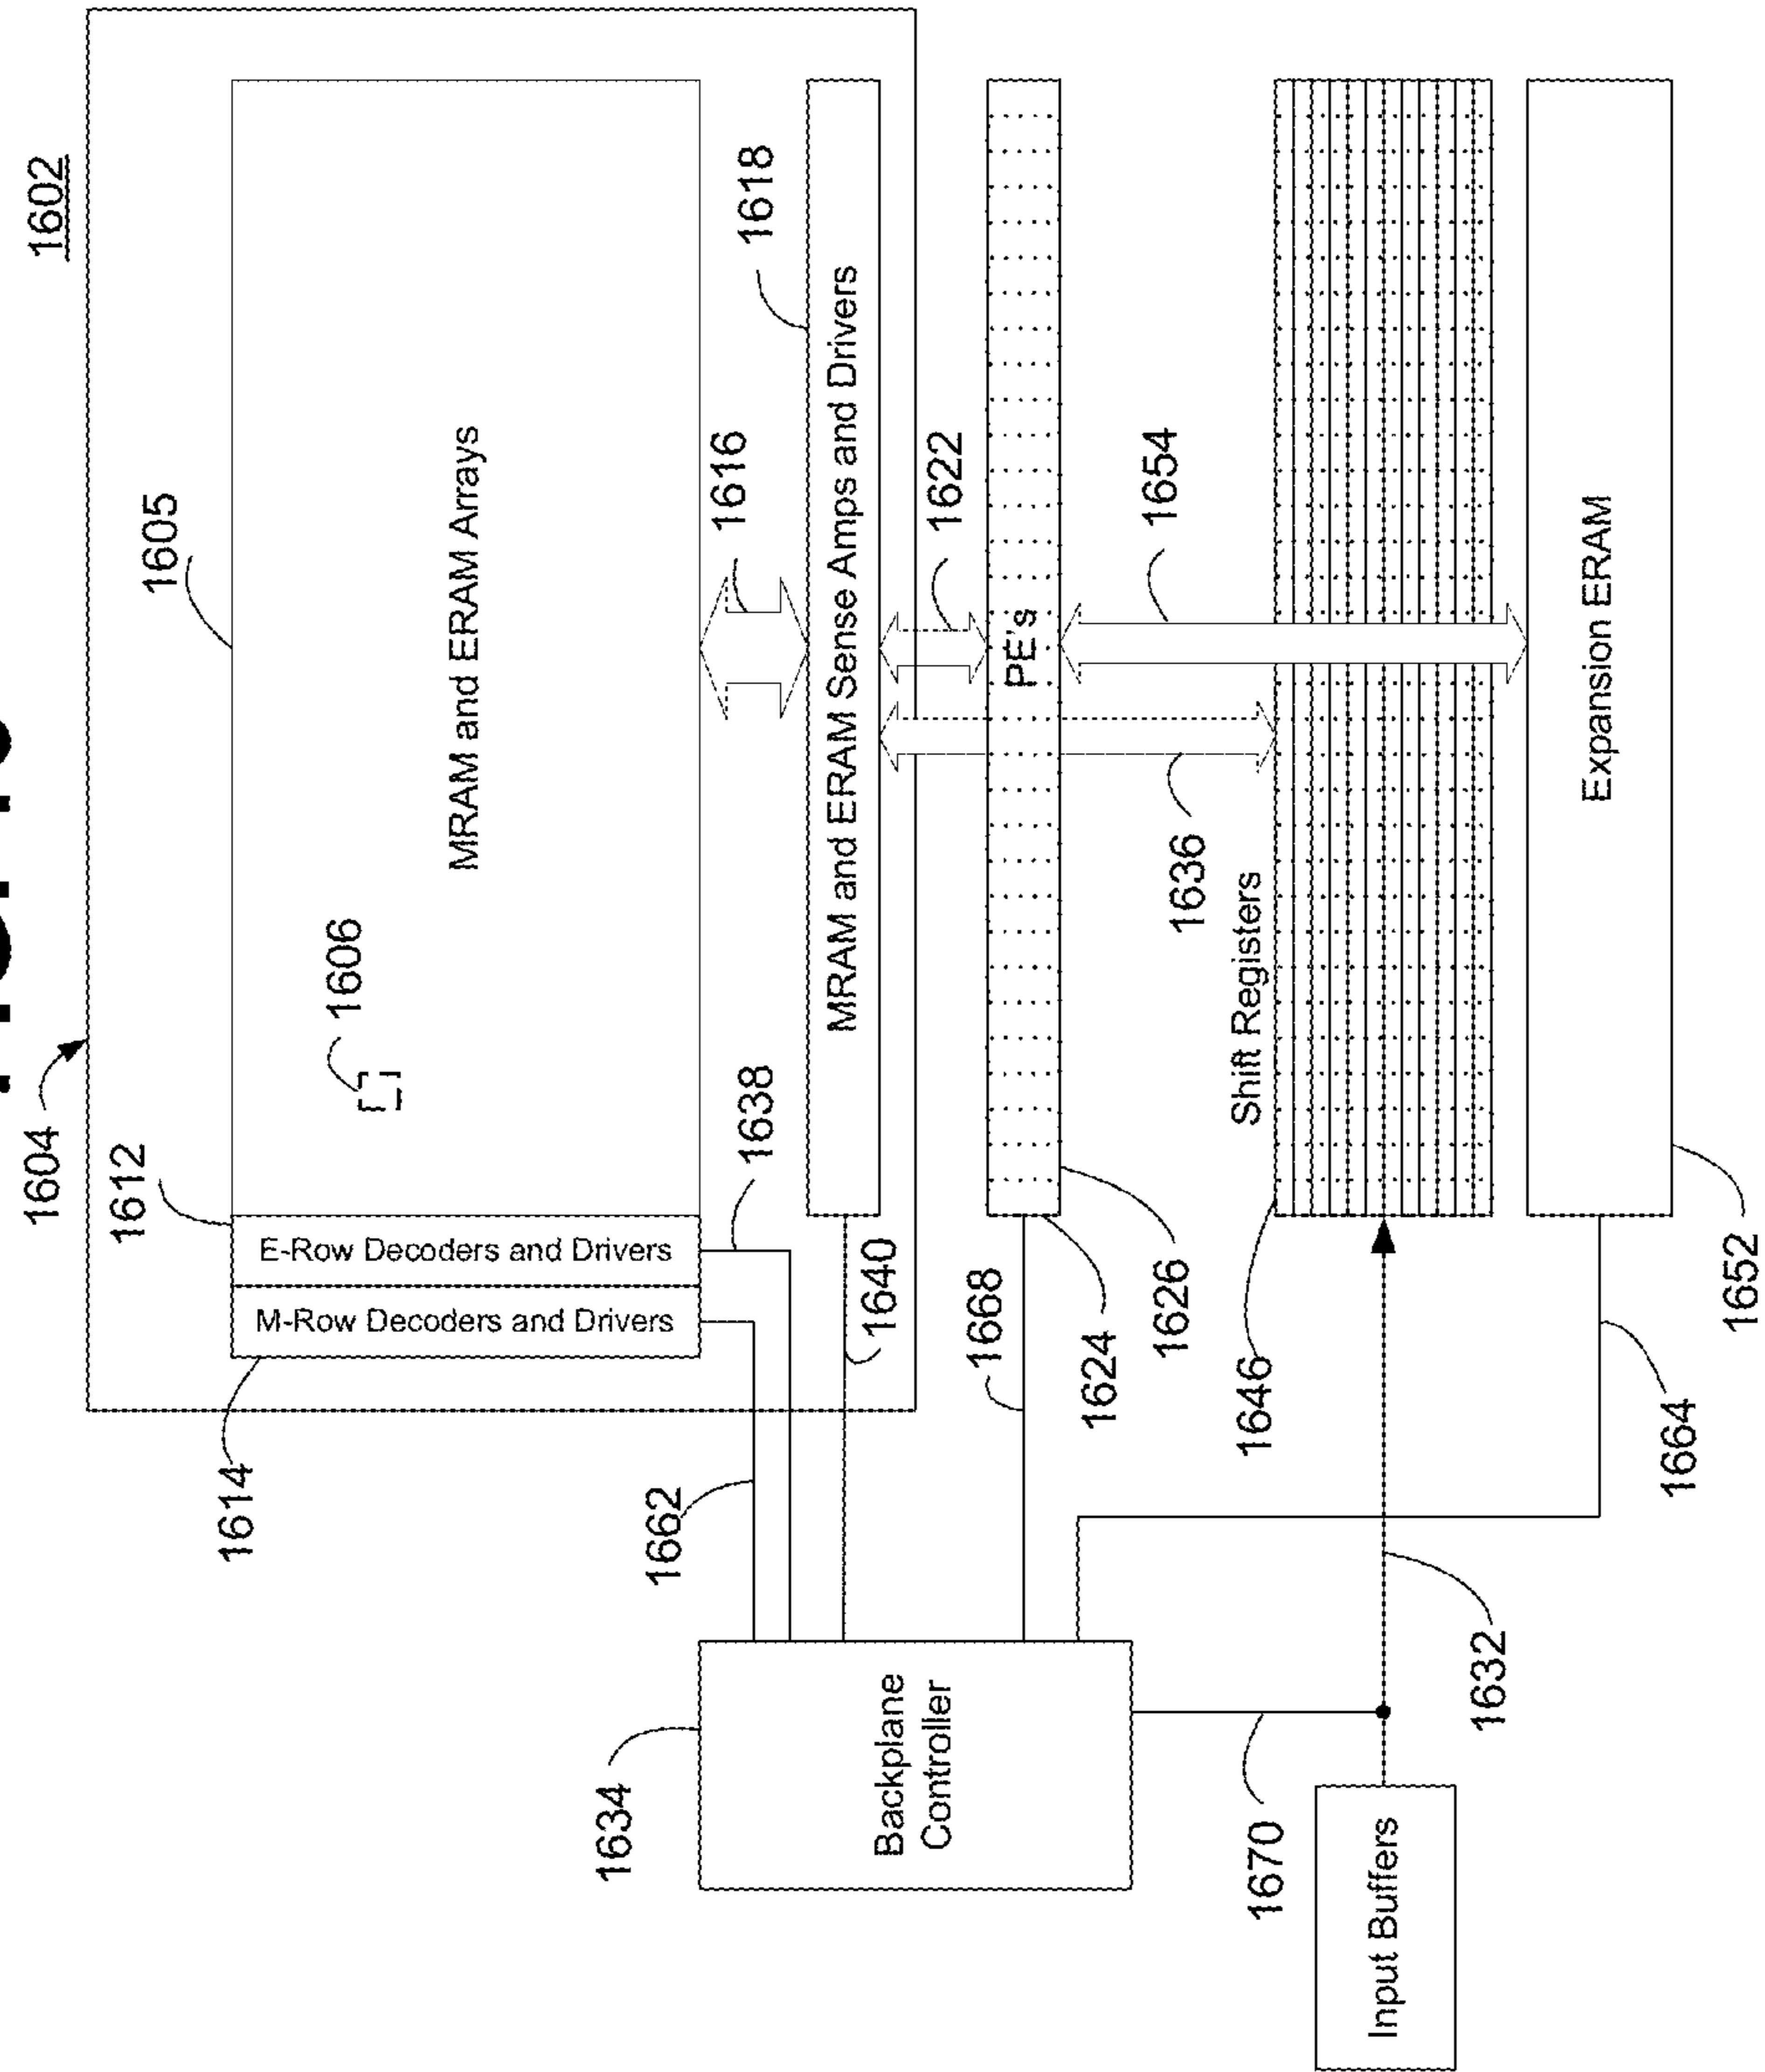 1604
1602
1612
1605
1614
1606
M-Row Decoders and Drivers
E-Row Decoders and Drivers
MRAM and ERAM Arrays
1634
1662
1616
1638
1618
MRAM and ERAM Sense Amps and Drivers
1640
Backplane
Controller
1622
1668
PE's
1624
1626
1654
1636
Shift Registers
1646
1670
Input Buffers
1632
Expansion ERAM
1664
1652